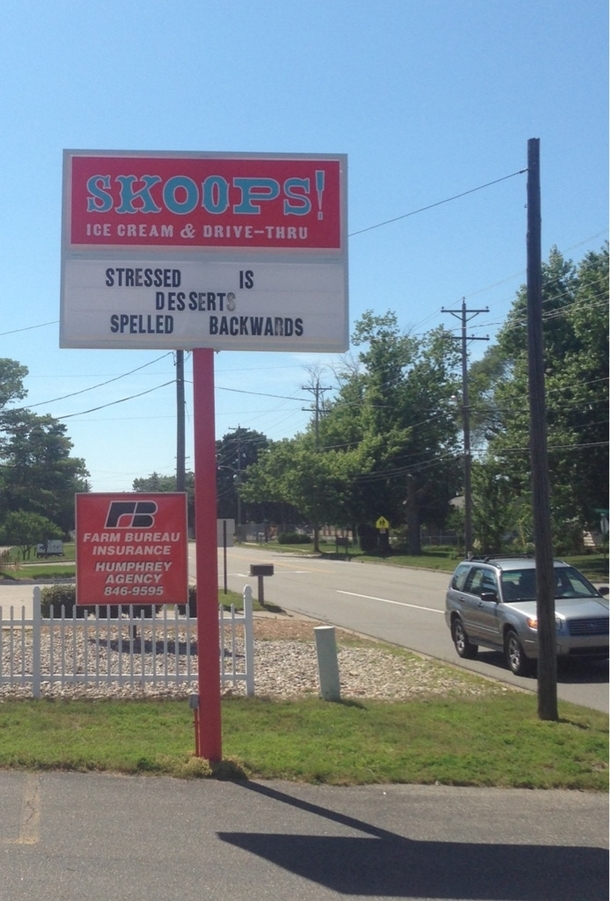 SKOOPS!
ICE CREAM & DRIVE-THRU
STRESSED IS
DESSERTS
SPELLED BACKWARDS
FB
FARM BUREAU
INSURANCE
HUMPHREY
AGENCY
846-9595